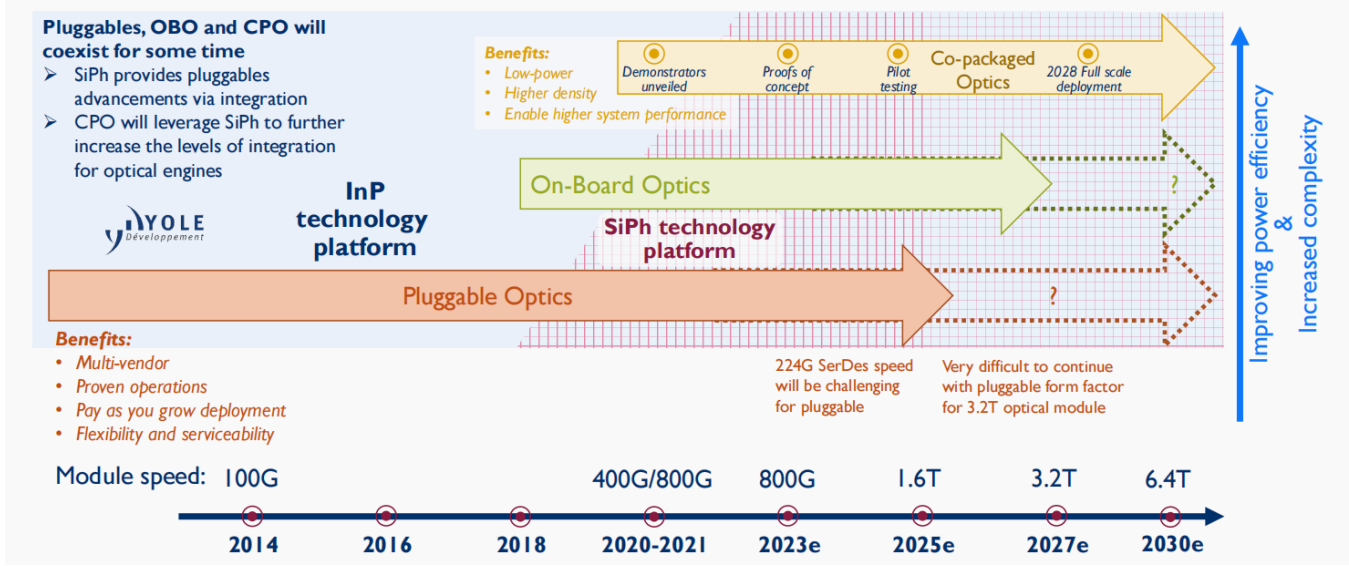 Pluggables, OBO and CPO will
coexist for some time
➢ SiPh provides pluggables
advancements via integration
➢ CPO will leverage SiPh to further
increase the levels of integration
for optical engines
YOLE
Développement
InP
technology
platform
Benefits:
• Low-power
• Higher density
• Enable higher system performance
Demonstrators
unveiled
Proofs of
concept
Pilot
testing
Co-packaged
Optics
2028 Full scale
deployment
On-Board Optics
?
SiPh technology
platform
Pluggable Optics
?
Improving power efficiency
&
Increased complexity
Benefits:
• Multi-vendor
• Proven operations
• Pay as you grow deployment
• Flexibility and serviceability
224G SerDes speed
will be challenging
for pluggable
Very difficult to continue
with pluggable form factor
for 3.2T optical module
Module speed: 100G 400G/800G 800G 1.6T 3.2T 6.4T
2014 2016 2018 2020-2021 2023e 2025e 2027e 2030e